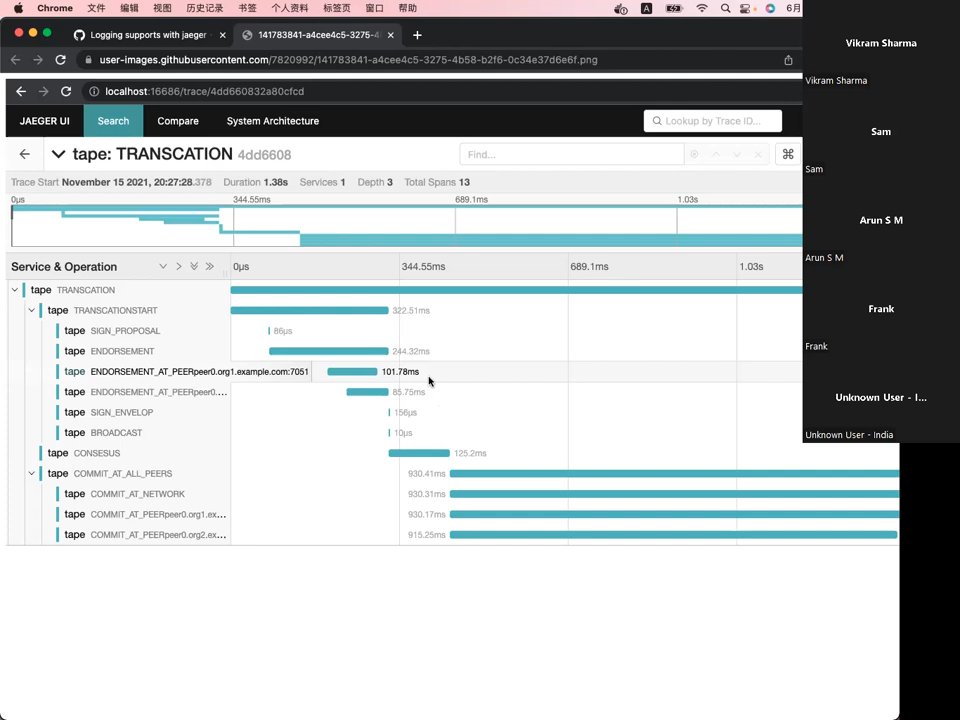 Chrome 文件 编辑 视图 历史记录 书签 个人资料 标签页 窗口 帮助 A 6月
Logging supports with jaeger
141783841-a4cee4c5-3275-4
user-images.githubusercontent.com/7820992/141783841-a4cee4c5-3275-4b58-b2f6-0c34e37d6e6f.png
localhost:16686/trace/4dd660832a80cfcd
JAEGER UI Search Compare System Architecture Lookup by Trace ID...
tape: TRANSCATION 4dd6608 Find...
Trace Start November 15 2021, 20:27:28.378 Duration 1.38s Services 1 Depth 3 Total Spans 13
0μs 344.55ms 689.1ms 1.03s
Service & Operation 0μs 344.55ms 689.1ms 1.03s
tape TRANSCATION
tape TRANSCATIONSTART 322.51ms
tape SIGN_PROPOSAL 86μs
tape ENDORSEMENT 244.32ms
tape ENDORSEMENT_AT_PEERpeer0.org1.example.com:7051 101.78ms
tape ENDORSEMENT_AT_PEERpeer0.... 85.75ms
tape SIGN_ENVELOP 156μs
tape BROADCAST 10μs
tape CONSESUS 125.2ms
tape COMMIT_AT_ALL_PEERS 930.41ms
tape COMMIT_AT_NETWORK 930.31ms
tape COMMIT_AT_PEERpeer0.org1.ex... 930.17ms
tape COMMIT_AT_PEERpeer0.org2.ex... 915.25ms
Vikram Sharma
Vikram Sharma
Sam
Sam
Arun S M
Arun S M
Frank
Frank
Unknown User - I...
Unknown User - India